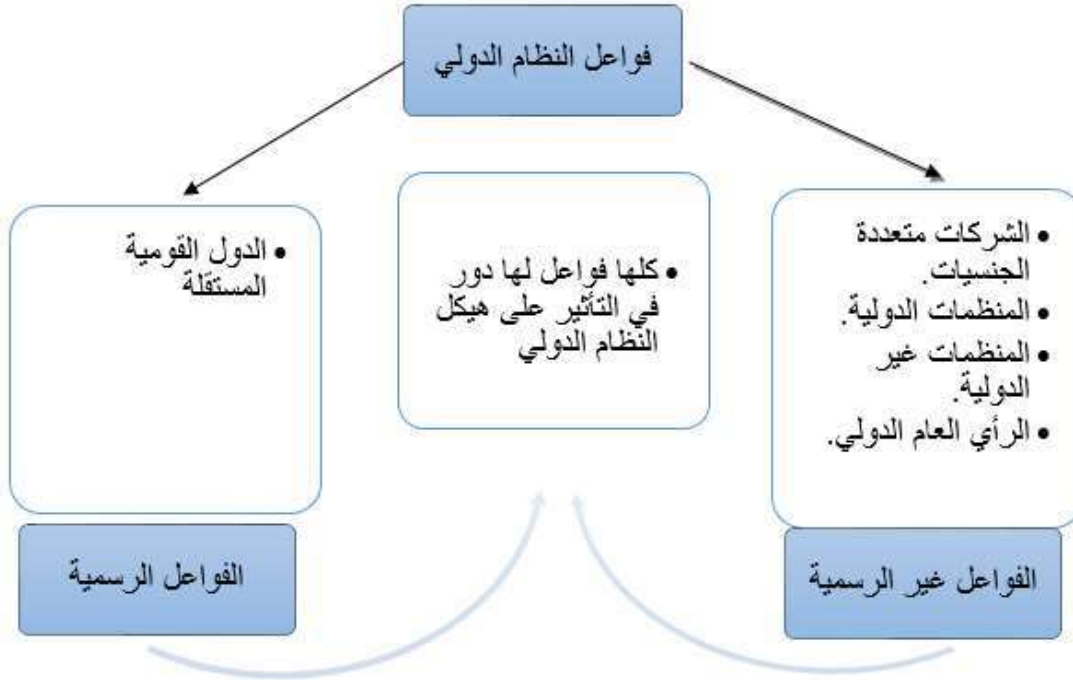 فواعل النظام الدولي
• الشركات متعددة
الجنسيات.
• المنظمات الدولية.
• المنظمات غير
الدولية.
• الرأي العام الدولي.
الفواعل غير الرسمية
• كلها فواعل لها دور
في التأثير على هيكل
النظام الدولي
• الدول القومية
المستقلة
الفواعل الرسمية